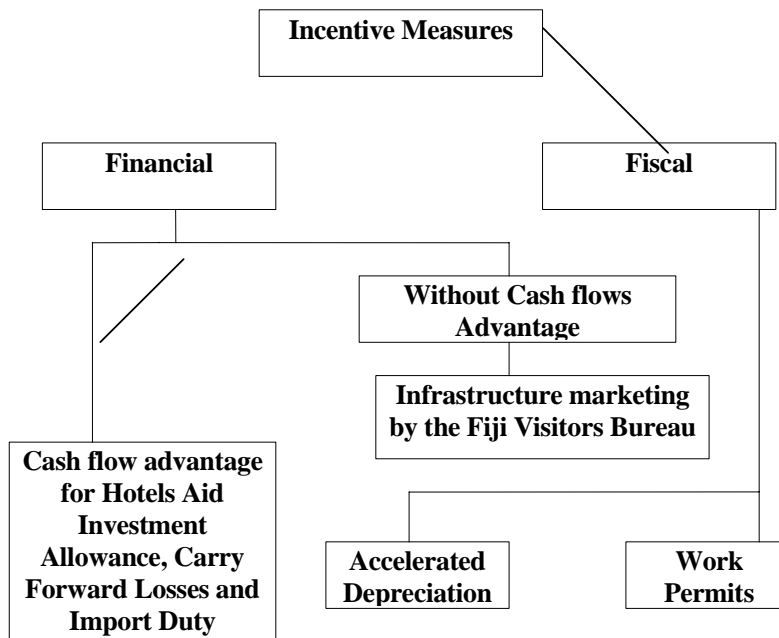 Incentive Measures
Financial
Fiscal
Without Cash flows
Advantage
Infrastructure marketing
by the Fiji Visitors Bureau
Cash flow advantage
for Hotels Aid
Investment
Allowance, Carry
Forward Losses and
Import Duty
Accelerated
Depreciation
Work
Permits